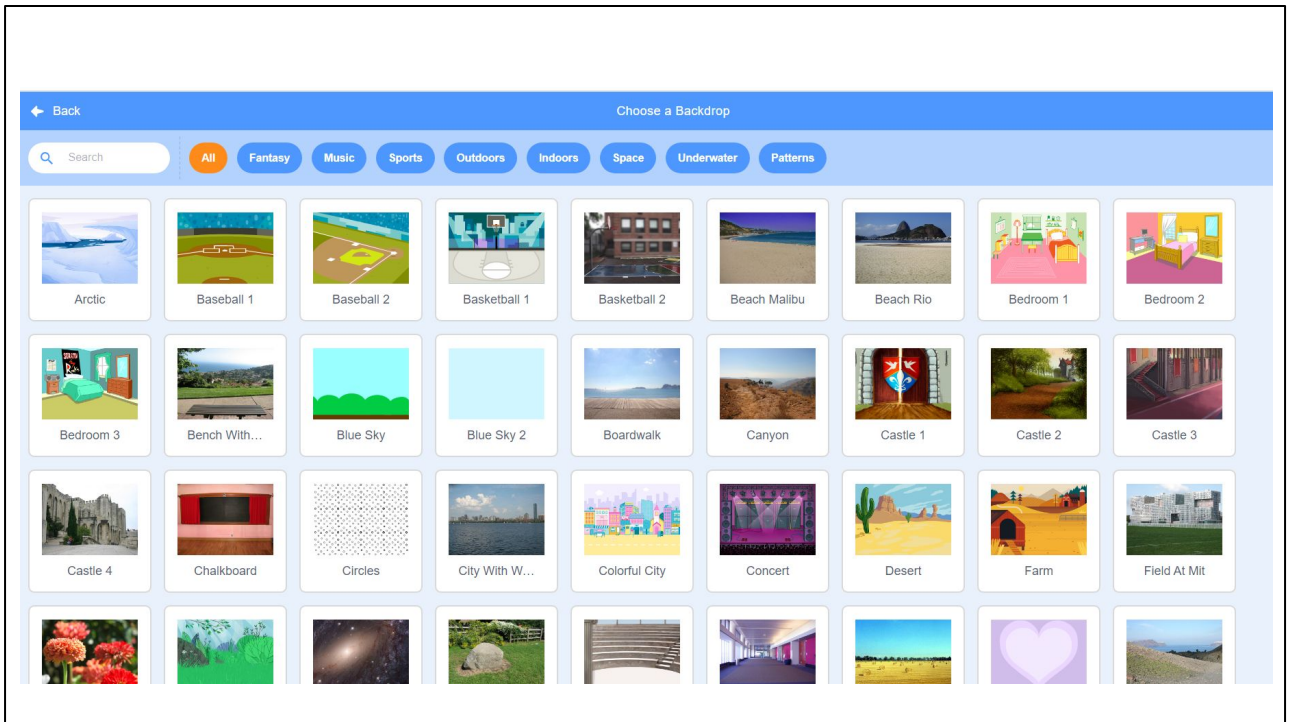 Back
Choose a Backdrop
Search
All Fantasy Music Sports Outdoors Indoors Space Underwater Patterns
Arctic Baseball 1 Baseball 2 Basketball 1 Basketball 2 Beach Malibu Beach Rio Bedroom 1 Bedroom 2
Bedroom 3 Bench With... Blue Sky Blue Sky 2 Boardwalk Canyon Castle 1 Castle 2 Castle 3
Castle 4 Chalkboard Circles City With W... Colorful City Concert Desert Farm Field At Mit